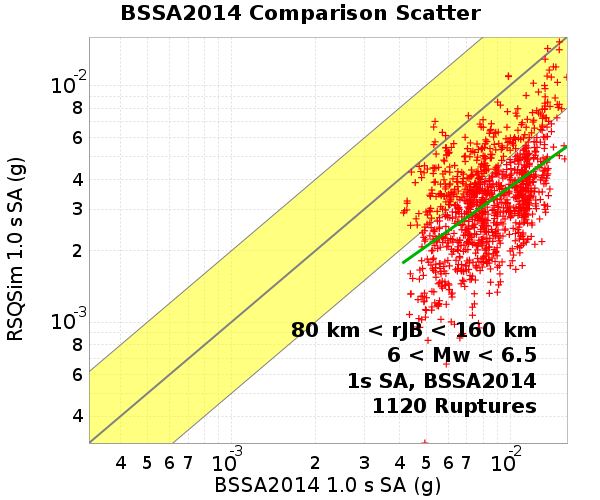 BSSA2014 Comparison Scatter
RSQSim 1.0 s SA (g)
10-2
8
6
4
3
2
10-3
8
6
4
80 km < rJB < 160 km
6 < Mw < 6.5
1s SA, BSSA2014
1120 Ruptures
4 5 6 7 10-3 2 3 4 5 6 7 10-2
BSSA2014 1.0 s SA (g)